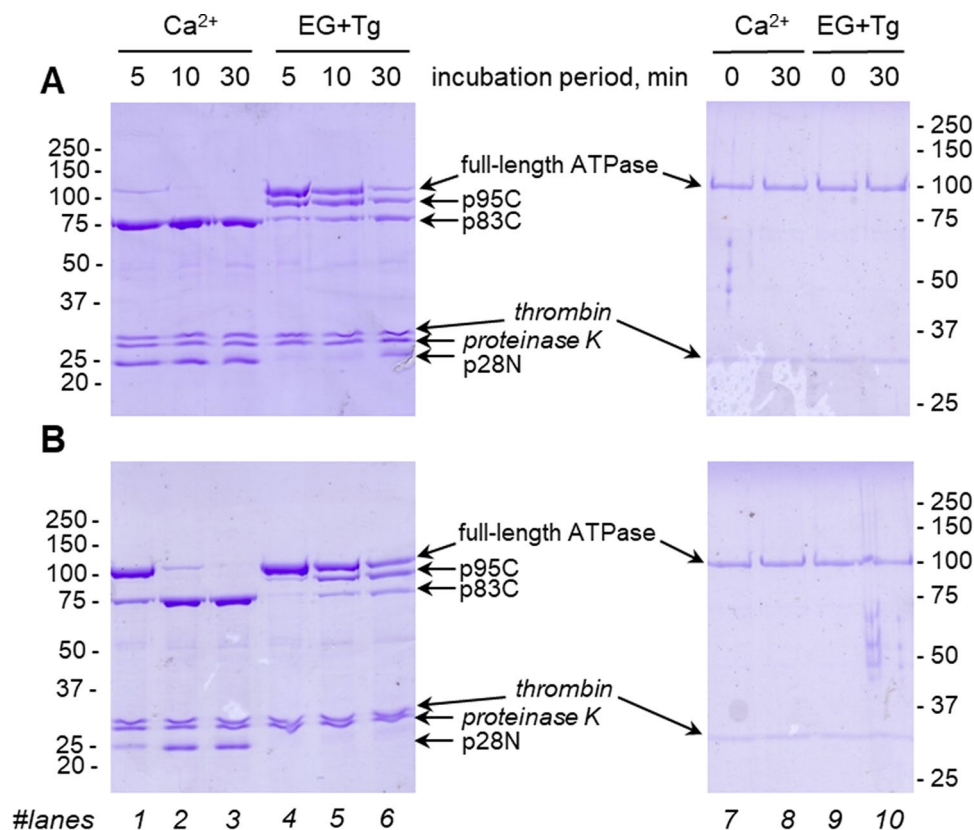 Ca2+ EG+Tg Ca2+ EG+Tg
A 5 10 30 5 10 30 incubation period, min 0 30 0 30
250 - full-length ATPase - 250
150 - - 150
100 - p95C - 100
75 - p83C - 75
50 - - 50
37 - thrombin - 37
proteinase K
25 - p28N
20 - - 25
B
250 - full-length ATPase - 250
150 - - 150
100 - p95C - 100
75 - p83C - 75
50 - - 50
37 - thrombin - 37
proteinase K
25 - p28N
20 - - 25
#lanes 1 2 3 4 5 6 7 8 9 10